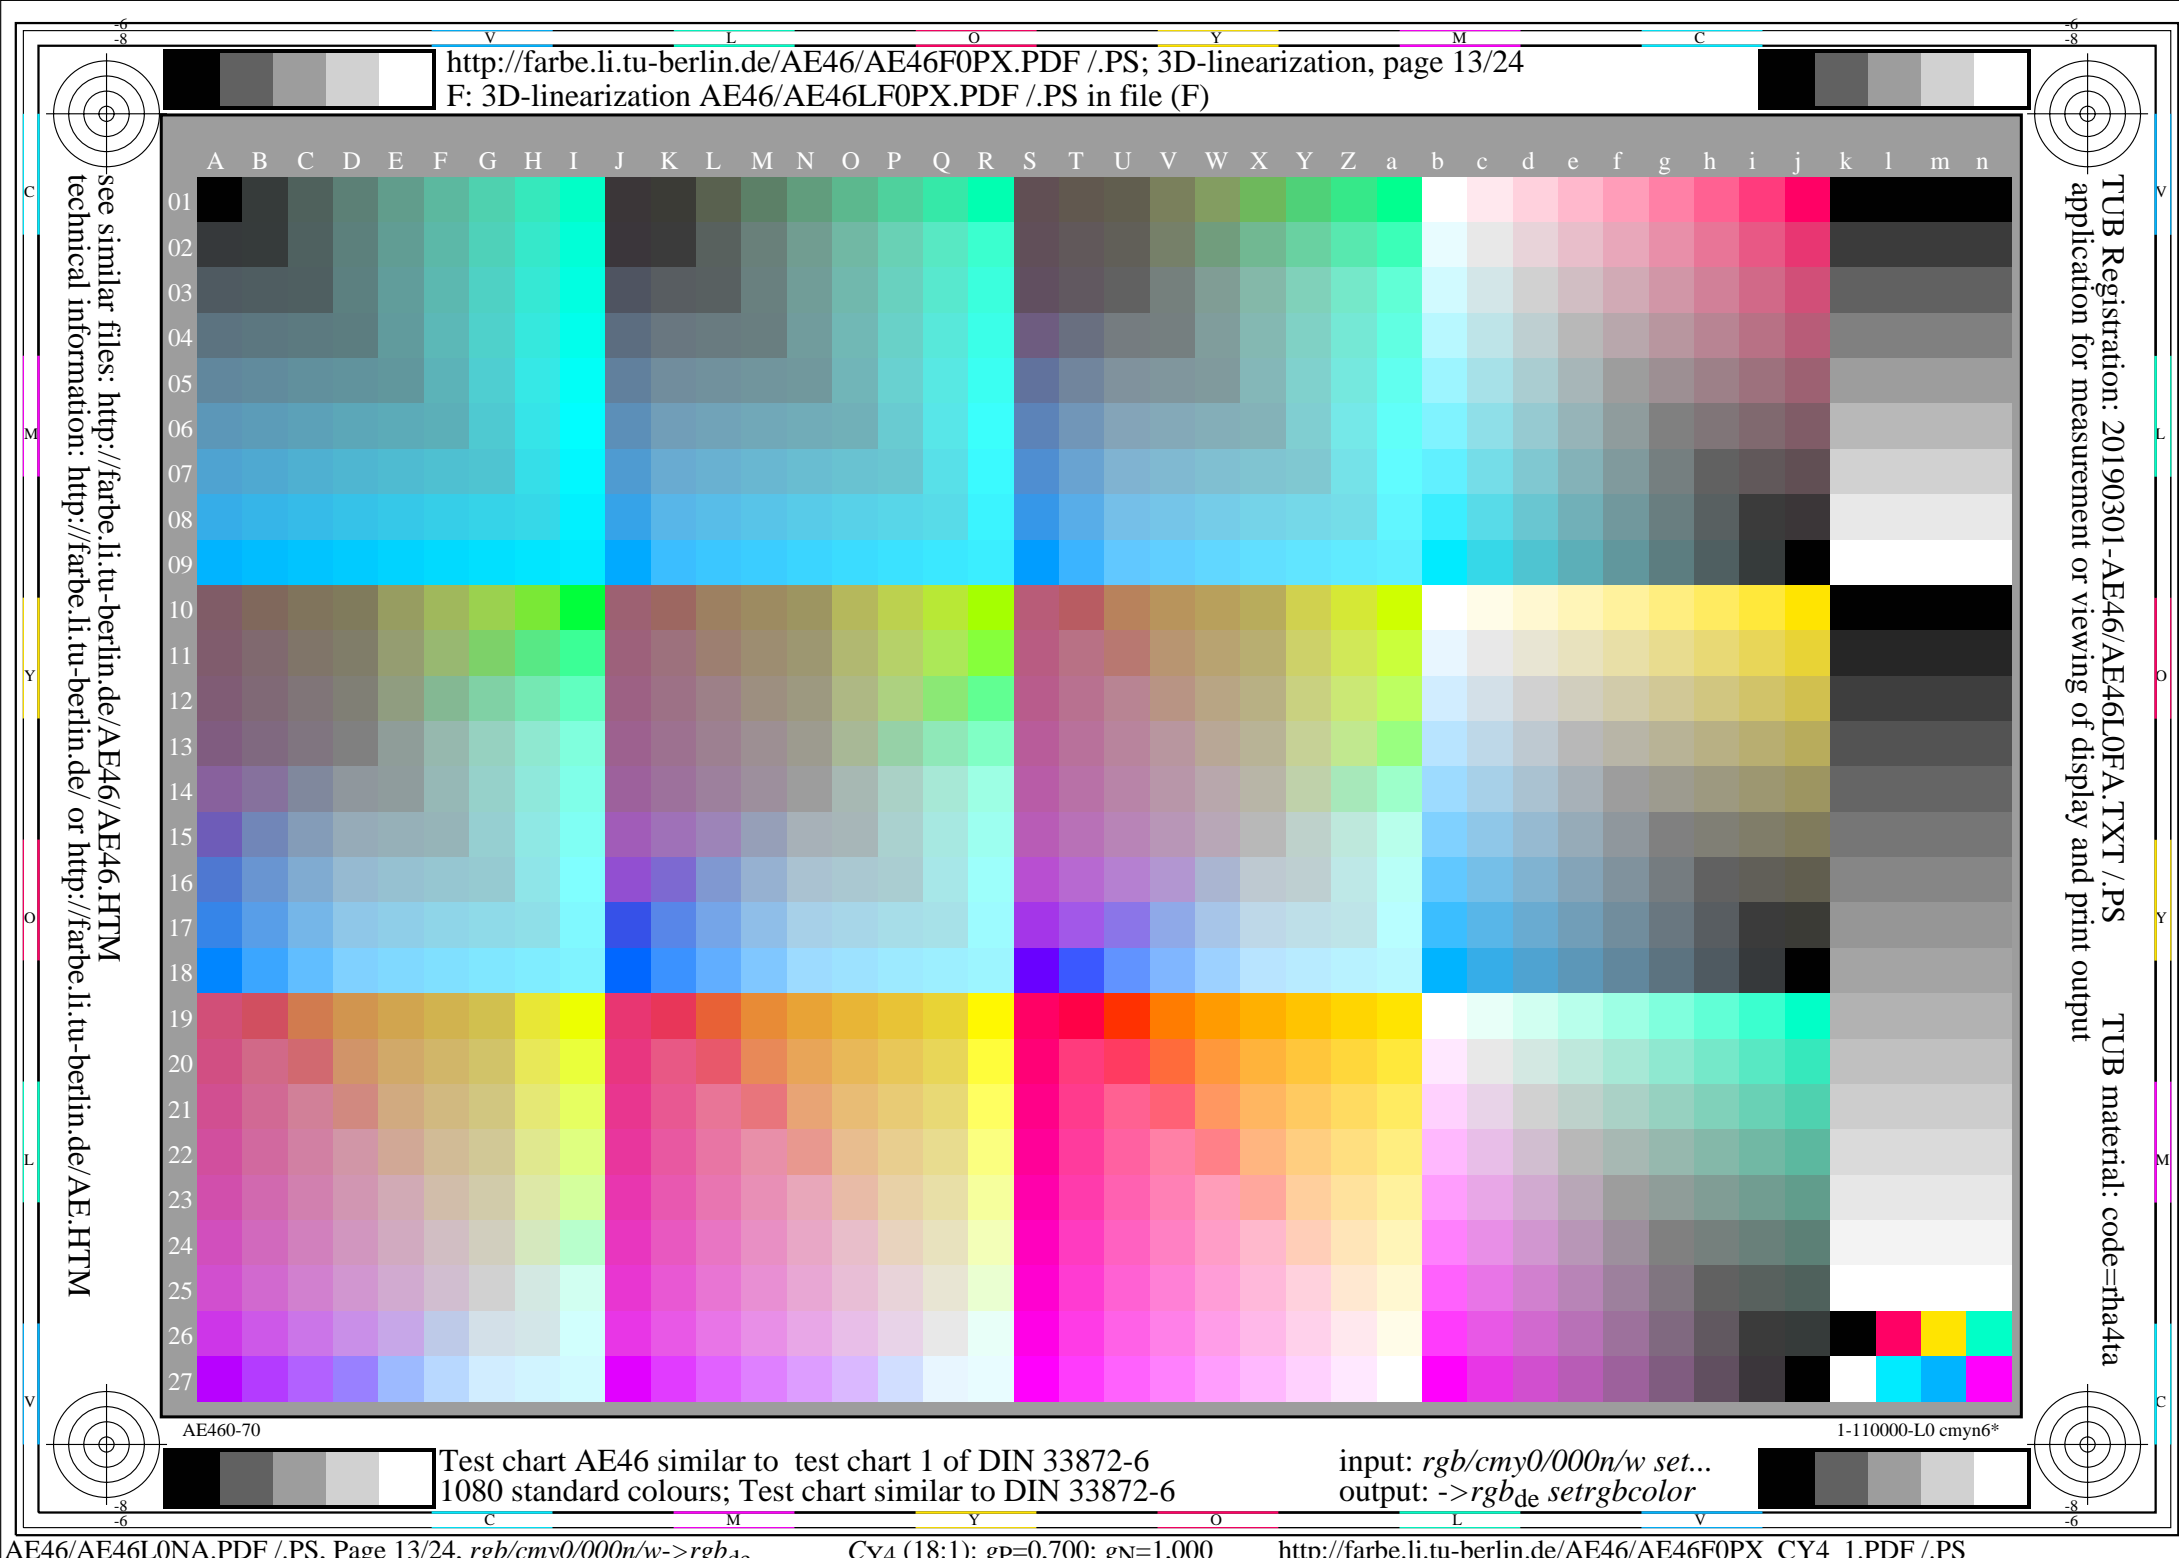 -6
-8
-6
-8
V L O Y M C
http://farbe.li.tu-berlin.de/AE46/AE46F0PX.PDF /.PS; 3D-linearization, page 13/24
F: 3D-linearization AE46/AE46LF0PX.PDF /.PS in file (F)
see similar files: http://farbe.li.tu-berlin.de/AE46/AE46.HTM
technical information: http://farbe.li.tu-berlin.de/ or http://farbe.li.tu-berlin.de/AE.HTM
C
M
Y
O
L
V
A B C D E F G H I J K L M N O P Q R S T U V W X Y Z a b c d e f g h i j k l m n
01
02
03
04
05
06
07
08
09
10
11
12
13
14
15
16
17
18
19
20
21
22
23
24
25
26
27
TUB Registration: 20190301-AE46/AE46L0FA.TXT /.PS TUB material: code=rha4ta
application for measurement or viewing of display and print output
V
L
O
Y
M
C
AE460-70
1-110000-L0 cmyn6*
Test chart AE46 similar to test chart 1 of DIN 33872-6
1080 standard colours; Test chart similar to DIN 33872-6
input: rgb/cmy0/000n/w set...
output: ->rgbde setrgbcolor
-8
-6
-8
-6
C M Y O L V
AE46/AE46L0NA.PDF /.PS, Page 13/24, rgb/cmy0/000n/w->rgbde CY4 (18:1): gP=0.700; gN=1.000 http://farbe.li.tu-berlin.de/AE46/AE46F0PX_CY4_1.PDF /.PS